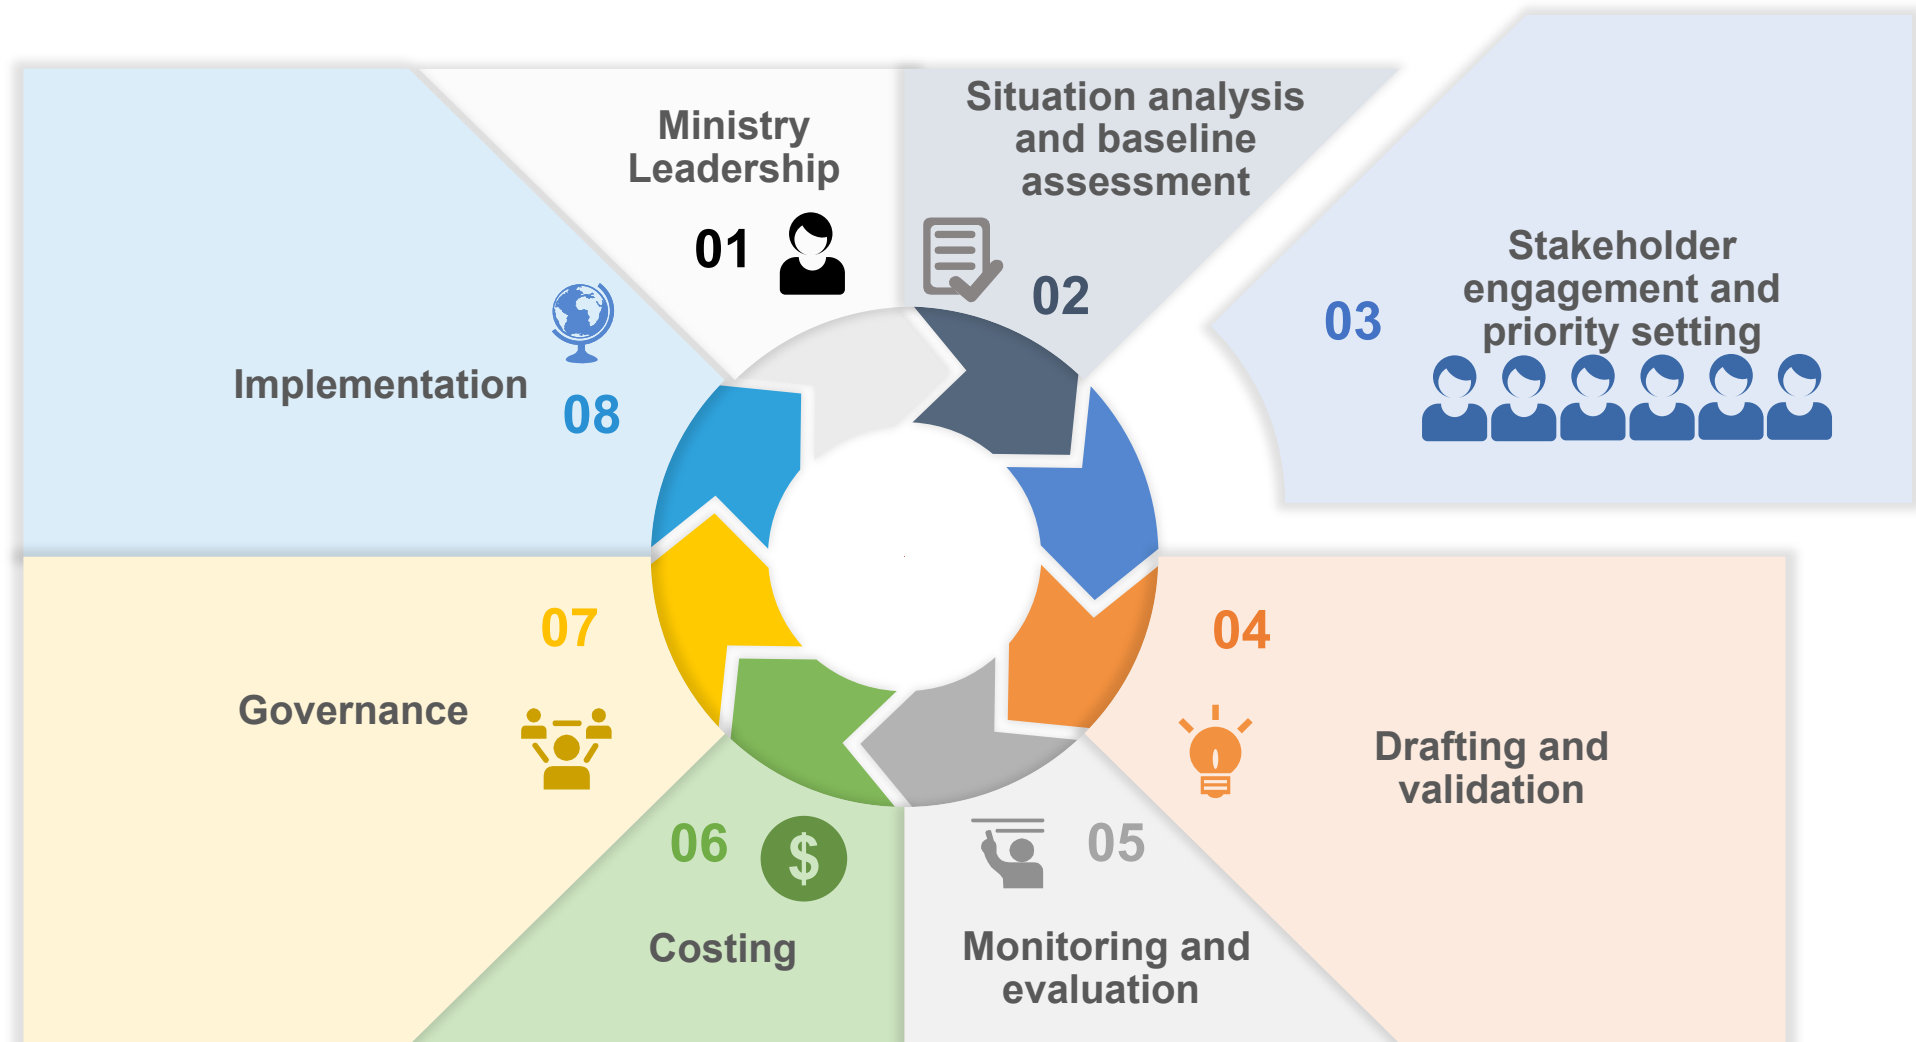 Ministry
Leadership
01
Situation analysis
and baseline
assessment
02
Stakeholder
engagement and
priority setting
03
04
Drafting and
validation
05
Monitoring and
evaluation
06
$
Costing
07
Governance
Implementation
08